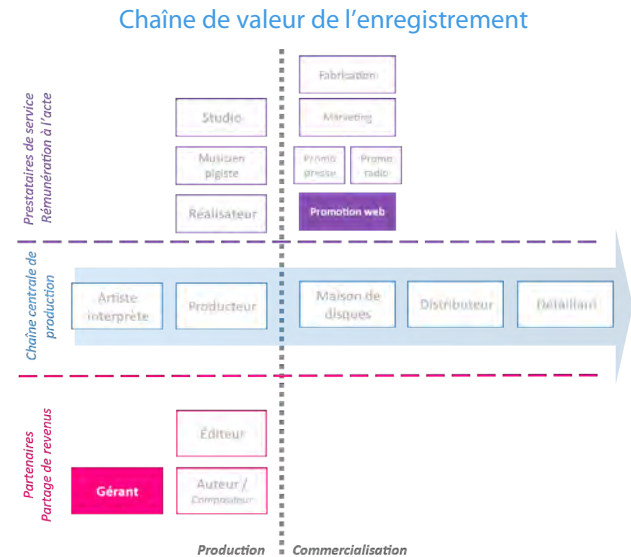 Chaîne de valeur de l'enregistrement
Prestataires de service
Rémunération à l'acte
Fabrication
Studio
Marketing
Musicien
pigiste
Promo
presse
Promo
radio
Réalisateur
Promotion web
Chaîne centrale de
production
Artiste
interprète
Producteur
Maison de
disques
Distributeur
Détaillant
Partenaires
Partage de revenus
Éditeur
Gérant
Auteur /
Compositeur
Production
Commercialisation